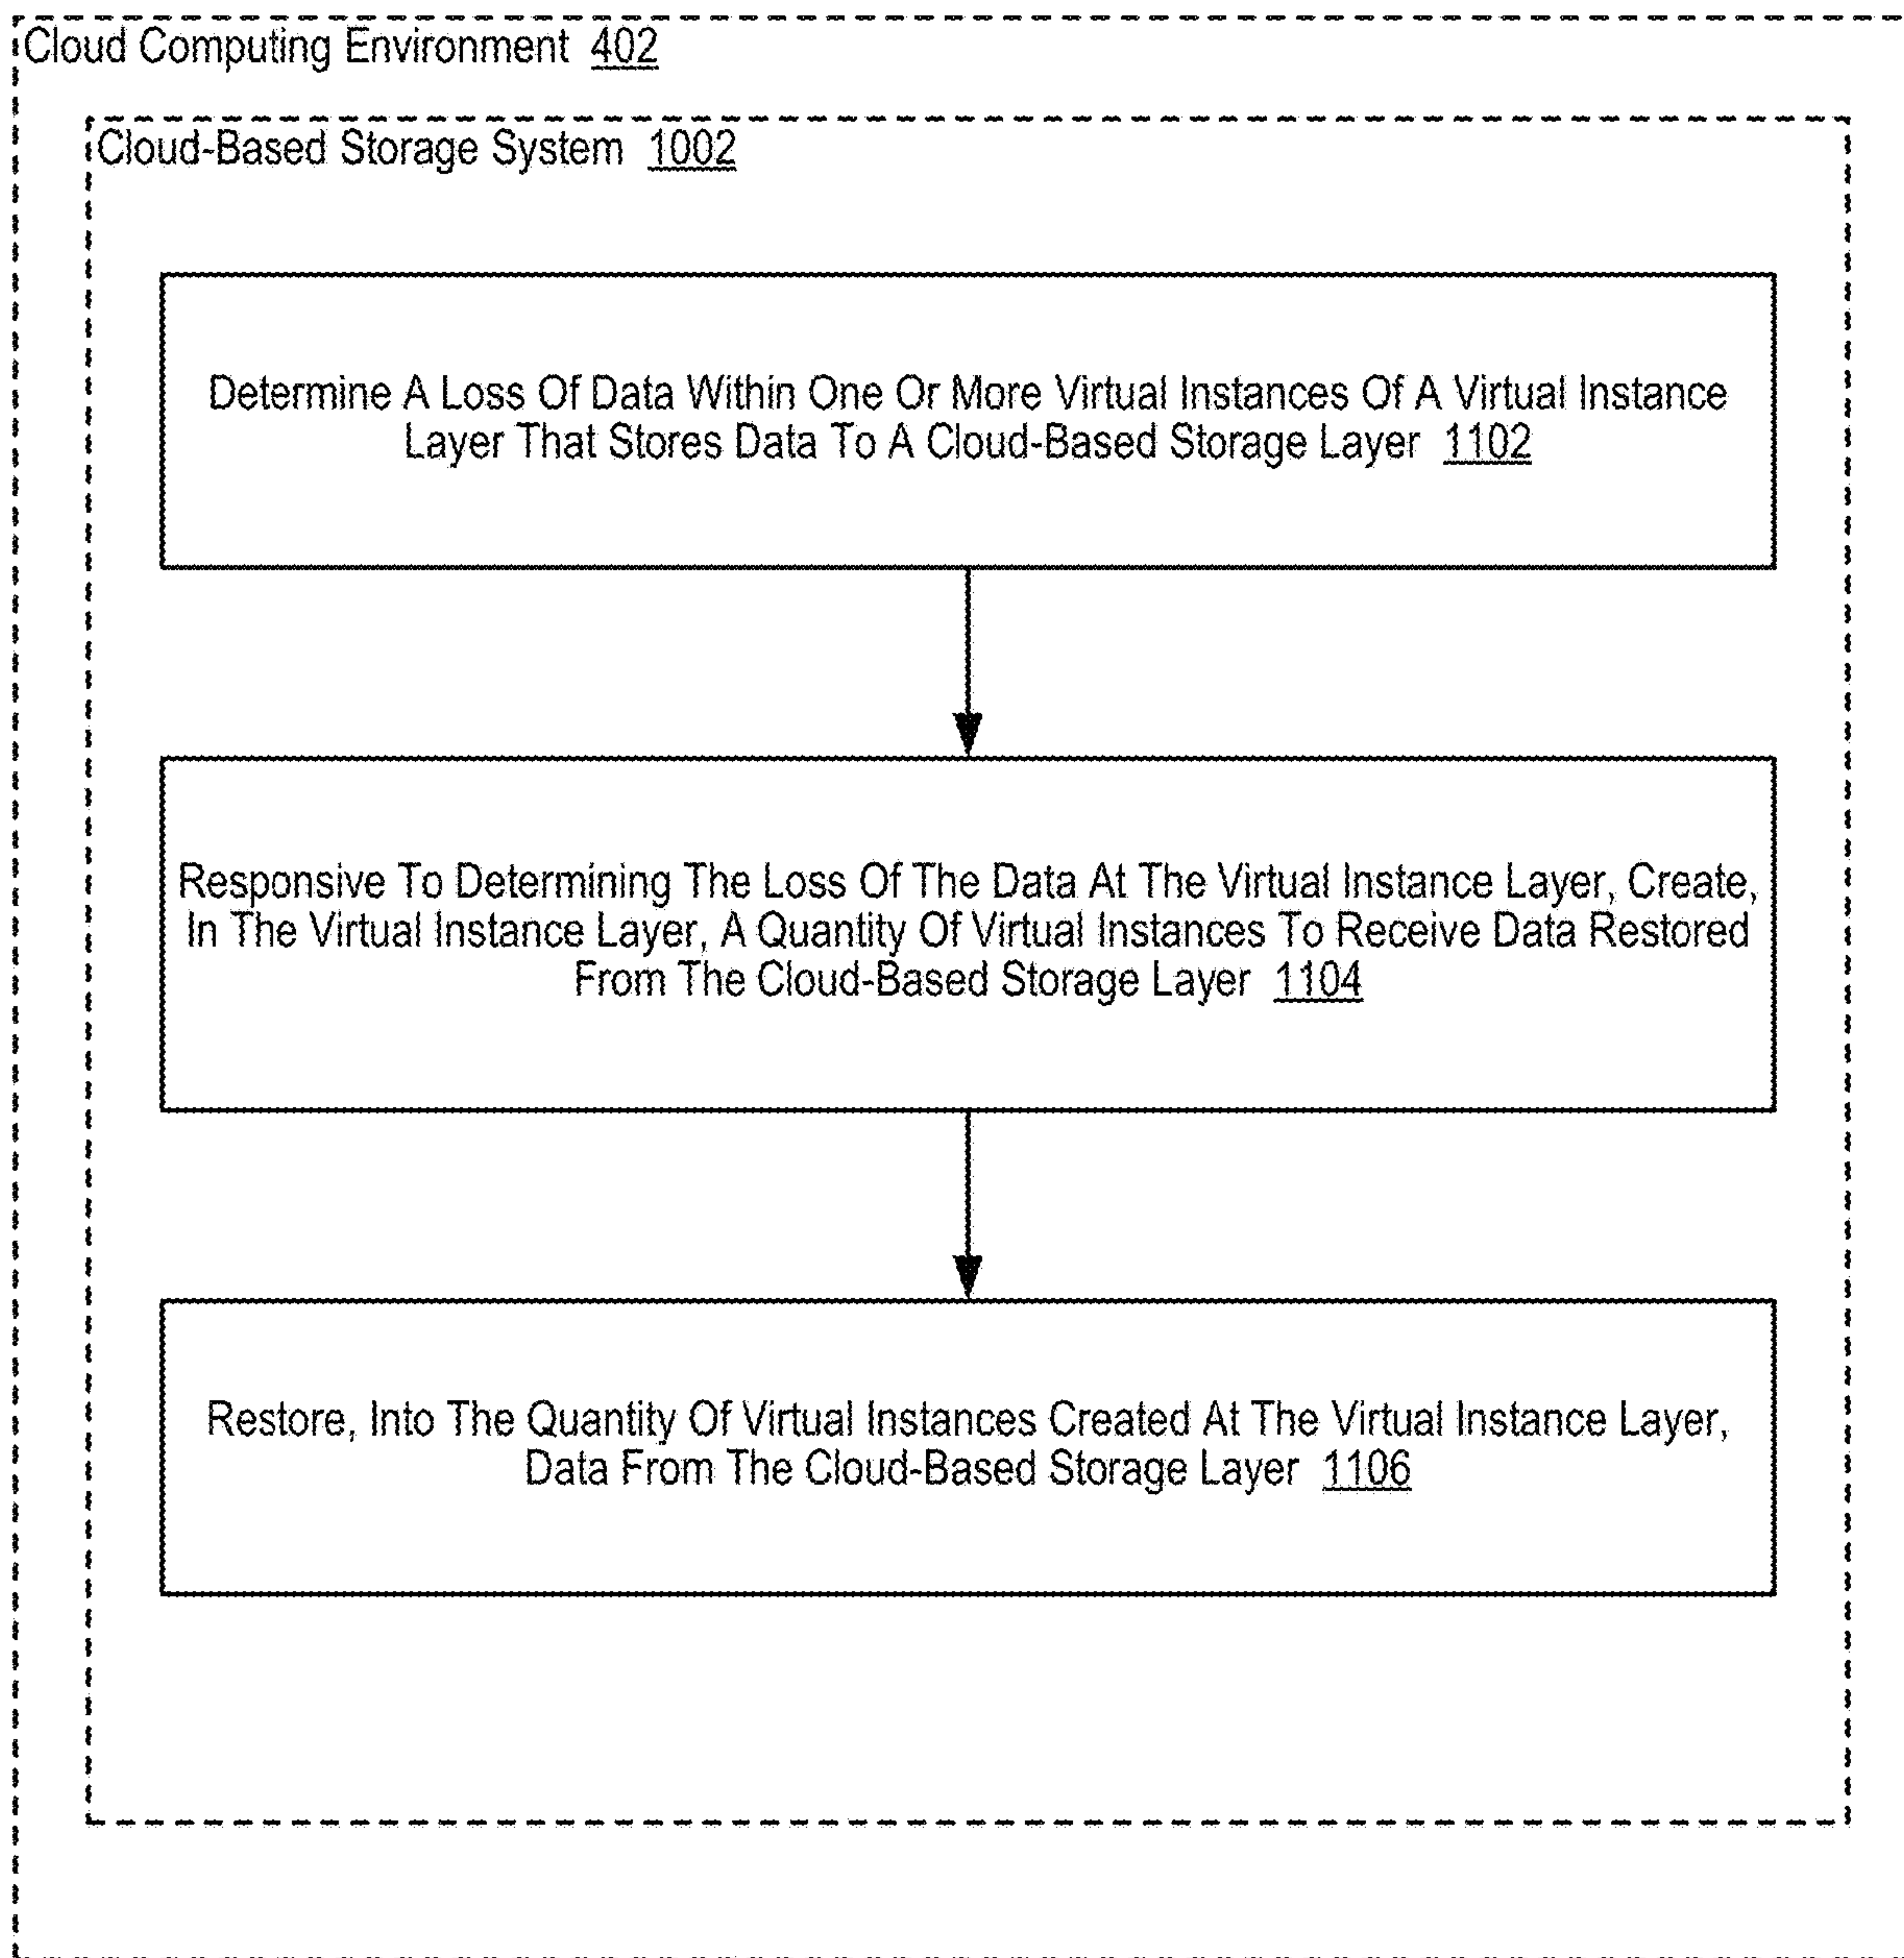 Cloud Computing Environment 402
Cloud-Based Storage System 1002
Determine A Loss Of Data Within One Or More Virtual Instances Of A Virtual Instance
Layer That Stores Data To A Cloud-Based Storage Layer 1102
Responsive To Determining The Loss Of The Data At The Virtual Instance Layer, Create,
In The Virtual Instance Layer, A Quantity Of Virtual Instances To Receive Data Restored
From The Cloud-Based Storage Layer 1104
Restore, Into The Quantity Of Virtual Instances Created At The Virtual Instance Layer,
Data From The Cloud-Based Storage Layer 1106